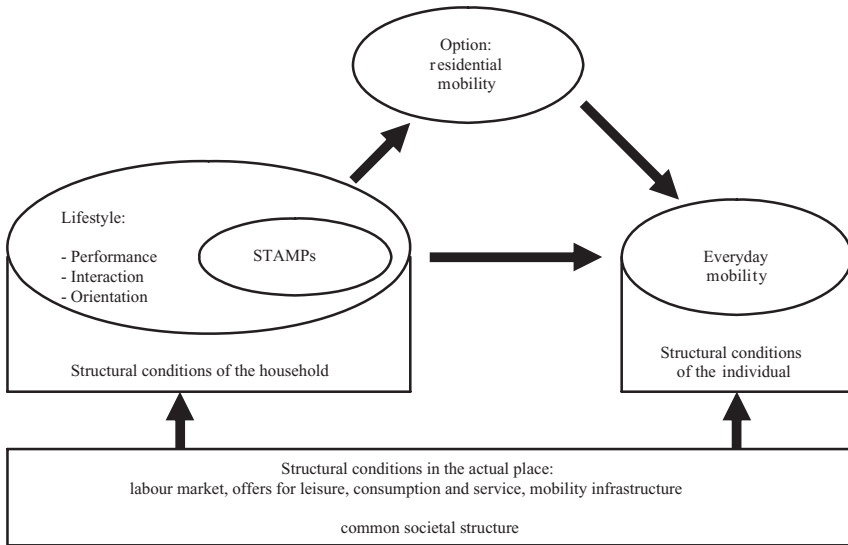 Option:
residential
mobility
Lifestyle:
- Performance
- Interaction
- Orientation
STAMPs
Everyday
mobility
Structural conditions of the household
Structural conditions
of the individual
Structural conditions in the actual place:
labour market, offers for leisure, consumption and service, mobility infrastructure
common societal structure